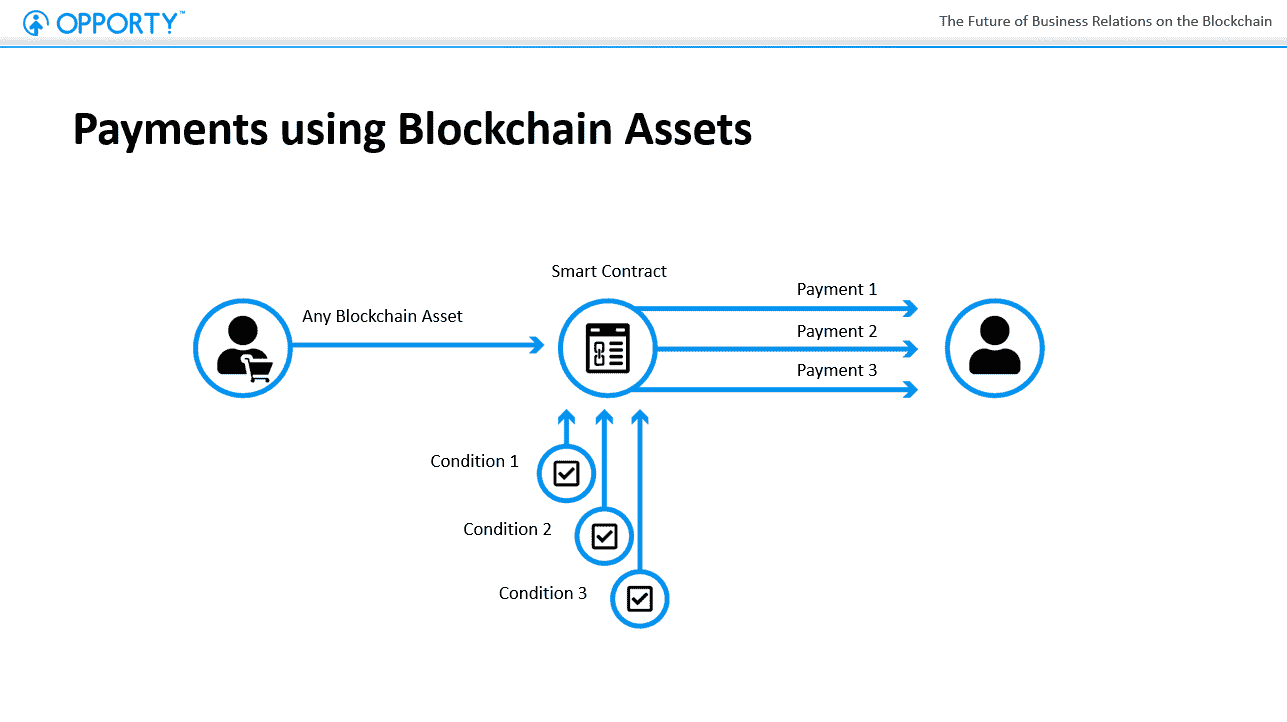 OPPORTY™
The Future of Business Relations on the Blockchain
Payments using Blockchain Assets
Smart Contract
Any Blockchain Asset
Payment 1
Payment 2
Payment 3
Condition 1
Condition 2
Condition 3